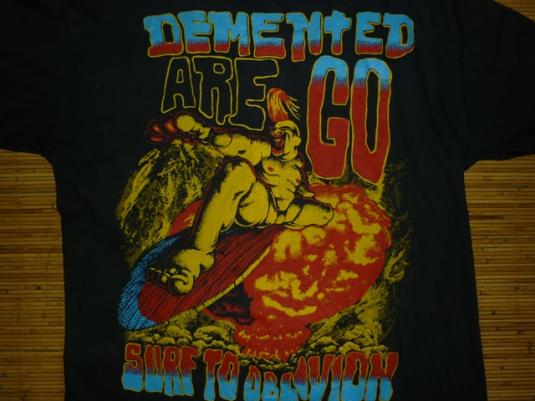 DEMENTED
ARE GO
SURF TO OBLIVION